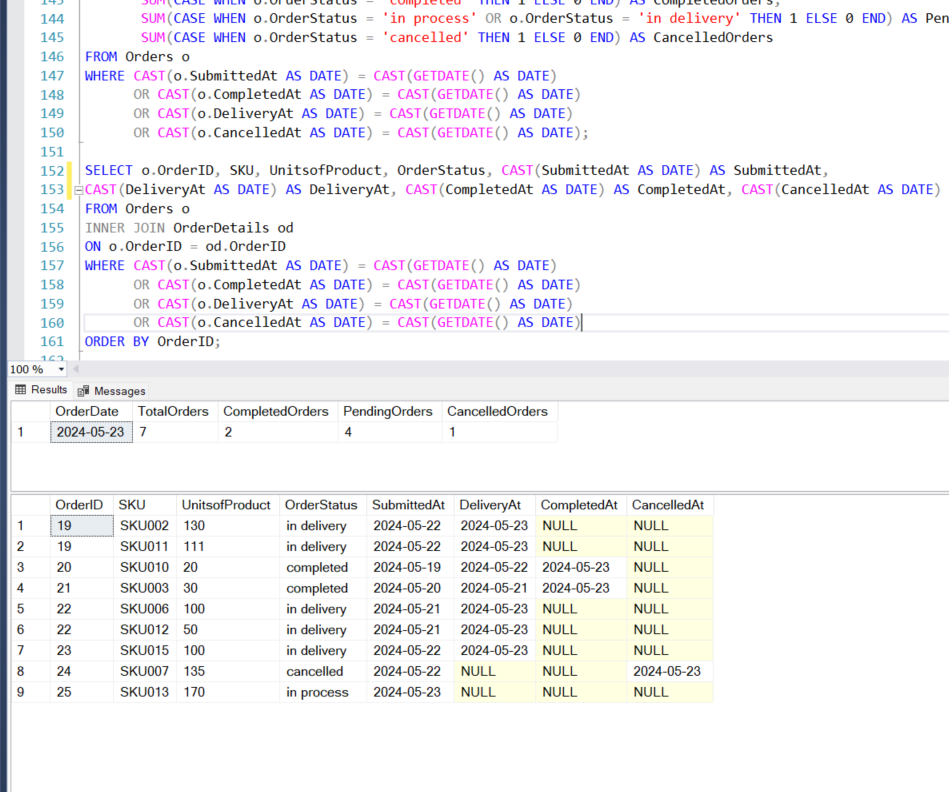 143 SUM(CASE WHEN o.OrderStatus = 'completed' THEN 1 ELSE 0 END) AS CompletedOrders,
144 SUM(CASE WHEN o.OrderStatus = 'in process' OR o.OrderStatus = 'in delivery' THEN 1 ELSE 0 END) AS Pen
145 SUM(CASE WHEN o.OrderStatus = 'cancelled' THEN 1 ELSE 0 END) AS CancelledOrders
146 FROM Orders o
147 WHERE CAST(o.SubmittedAt AS DATE) = CAST(GETDATE() AS DATE)
148 OR CAST(o.CompletedAt AS DATE) = CAST(GETDATE() AS DATE)
149 OR CAST(o.DeliveryAt AS DATE) = CAST(GETDATE() AS DATE)
150 OR CAST(o.CancelledAt AS DATE) = CAST(GETDATE() AS DATE);
151
152 SELECT o.OrderID, SKU, UnitsofProduct, OrderStatus, CAST(SubmittedAt AS DATE) AS SubmittedAt,
153 CAST(DeliveryAt AS DATE) AS DeliveryAt, CAST(CompletedAt AS DATE) AS CompletedAt, CAST(CancelledAt AS DATE)
154 FROM Orders o
155 INNER JOIN OrderDetails od
156 ON o.OrderID = od.OrderID
157 WHERE CAST(o.SubmittedAt AS DATE) = CAST(GETDATE() AS DATE)
158 OR CAST(o.CompletedAt AS DATE) = CAST(GETDATE() AS DATE)
159 OR CAST(o.DeliveryAt AS DATE) = CAST(GETDATE() AS DATE)
160 OR CAST(o.CancelledAt AS DATE) = CAST(GETDATE() AS DATE)
161 ORDER BY OrderID;
162
100 %
Results Messages
OrderDate TotalOrders CompletedOrders PendingOrders CancelledOrders
1 2024-05-23 7 2 4 1
OrderID SKU UnitsofProduct OrderStatus SubmittedAt DeliveryAt CompletedAt CancelledAt
1 19 SKU002 130 in delivery 2024-05-22 2024-05-23 NULL NULL
2 19 SKU011 111 in delivery 2024-05-22 2024-05-23 NULL NULL
3 20 SKU010 20 completed 2024-05-19 2024-05-22 2024-05-23 NULL
4 21 SKU003 30 completed 2024-05-20 2024-05-21 2024-05-23 NULL
5 22 SKU006 100 in delivery 2024-05-21 2024-05-23 NULL NULL
6 22 SKU012 50 in delivery 2024-05-21 2024-05-23 NULL NULL
7 23 SKU015 100 in delivery 2024-05-22 2024-05-23 NULL NULL
8 24 SKU007 135 cancelled 2024-05-22 NULL NULL 2024-05-23
9 25 SKU013 170 in process 2024-05-23 NULL NULL NULL